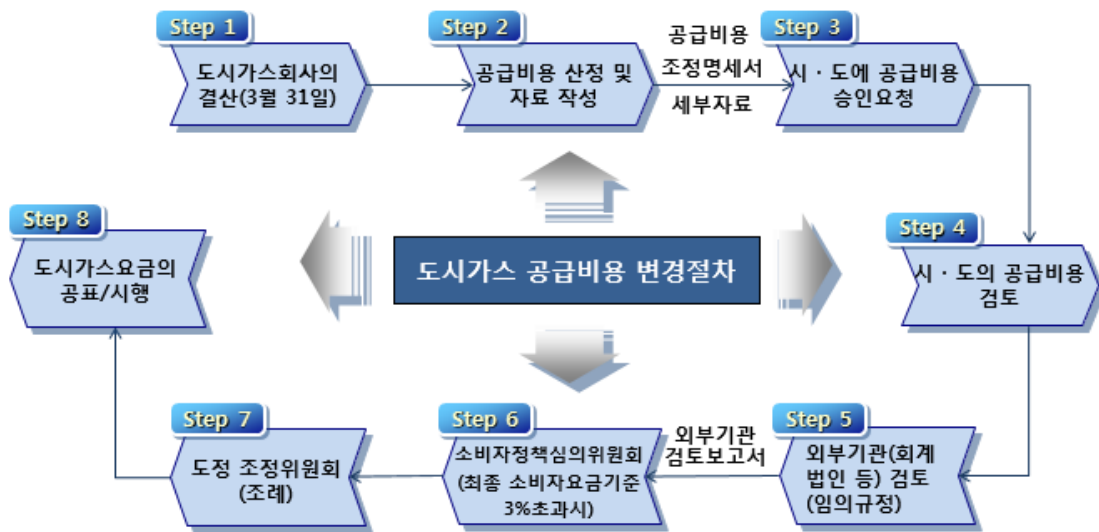 Step 1
도시가스회사의
결산(3월 31일)
Step 2
공급비용 산정 및
자료 작성
공급비용
조정명세서
세부자료
Step 3
시 · 도에 공급비용
승인요청
Step 4
시 · 도의 공급비용
검토
도시가스 공급비용 변경절차
Step 5
외부기관(회계
법인 등) 검토
(임의규정)
외부기관
검토보고서
Step 6
소비자정책심의위원회
(최종 소비자요금기준
3%초과시)
Step 7
도정 조정위원회
(조례)
Step 8
도시가스요금의
공표/시행